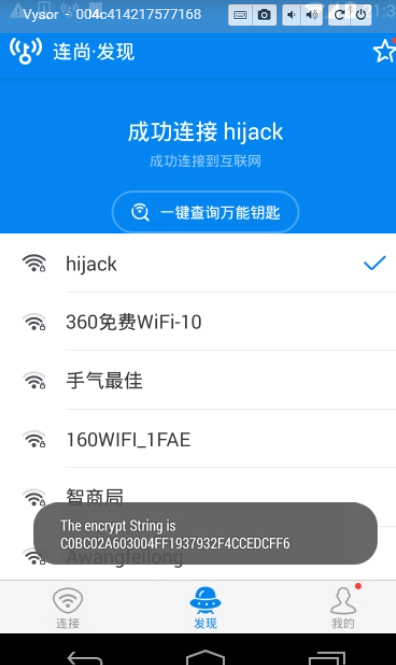 Vysor - 004c414217577168
连尚·发现
成功连接 hijack
成功连接到互联网
一键查询万能钥匙
hijack
360免费WiFi-10
手气最佳
160WIFI_1FAE
智商局
The encrypt String is
C0BC02A603004FF1937932F4CCEDCFF6
Awangfeilong
连接
发现
我的